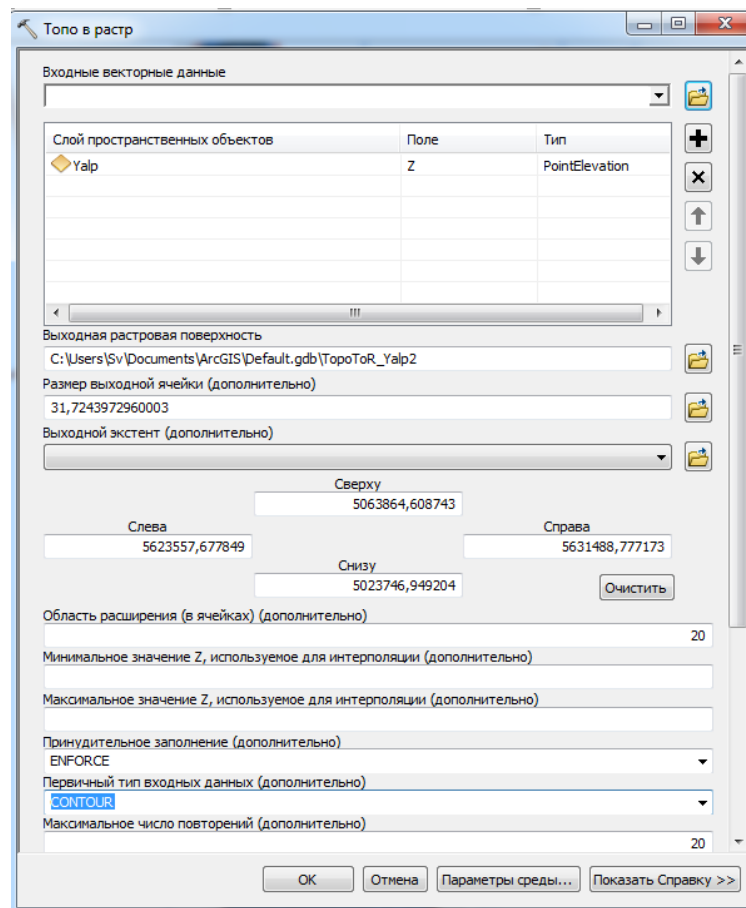 Топо в растр
Входные векторные данные
Слой пространственных объектов Поле Тип
Yalp Z PointElevation
Выходная растровая поверхность
C:\Users\Sv\Documents\ArcGIS\Default.gdb\TopoToR_Yalp2
Размер выходной ячейки (дополнительно)
31,7243972960003
Выходной экстент (дополнительно)
Сверху
5063864,608743
Слева Справа
5623557,677849 5631488,777173
Снизу
5023746,949204
Очистить
Область расширения (в ячейках) (дополнительно)
20
Минимальное значение Z, используемое для интерполяции (дополнительно)
Максимальное значение Z, используемое для интерполяции (дополнительно)
Принудительное заполнение (дополнительно)
ENFORCE
Первичный тип входных данных (дополнительно)
CONTOUR
Максимальное число повторений (дополнительно)
20
OK Отмена Параметры среды... Показать Справку >>